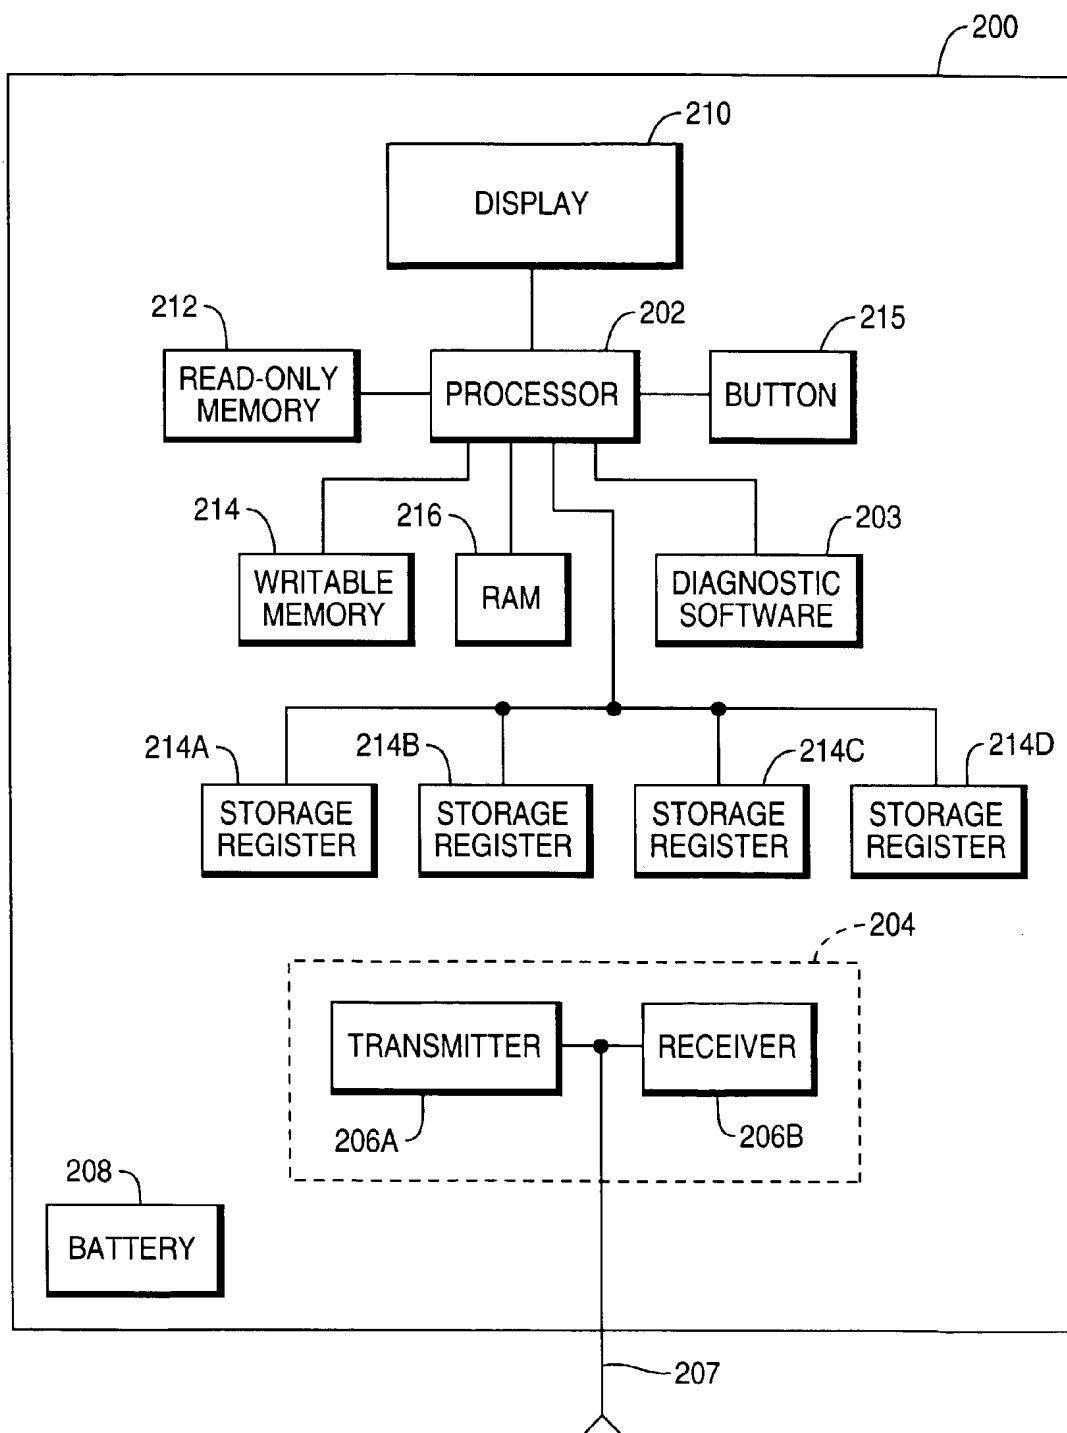 200
210
DISPLAY
212
202
215
READ-ONLY
MEMORY
PROCESSOR
BUTTON
214
216
203
WRITABLE
MEMORY
RAM
DIAGNOSTIC
SOFTWARE
214A
214B
214C
214D
STORAGE
REGISTER
STORAGE
REGISTER
STORAGE
REGISTER
STORAGE
REGISTER
204
TRANSMITTER
RECEIVER
206A
206B
208
BATTERY
207